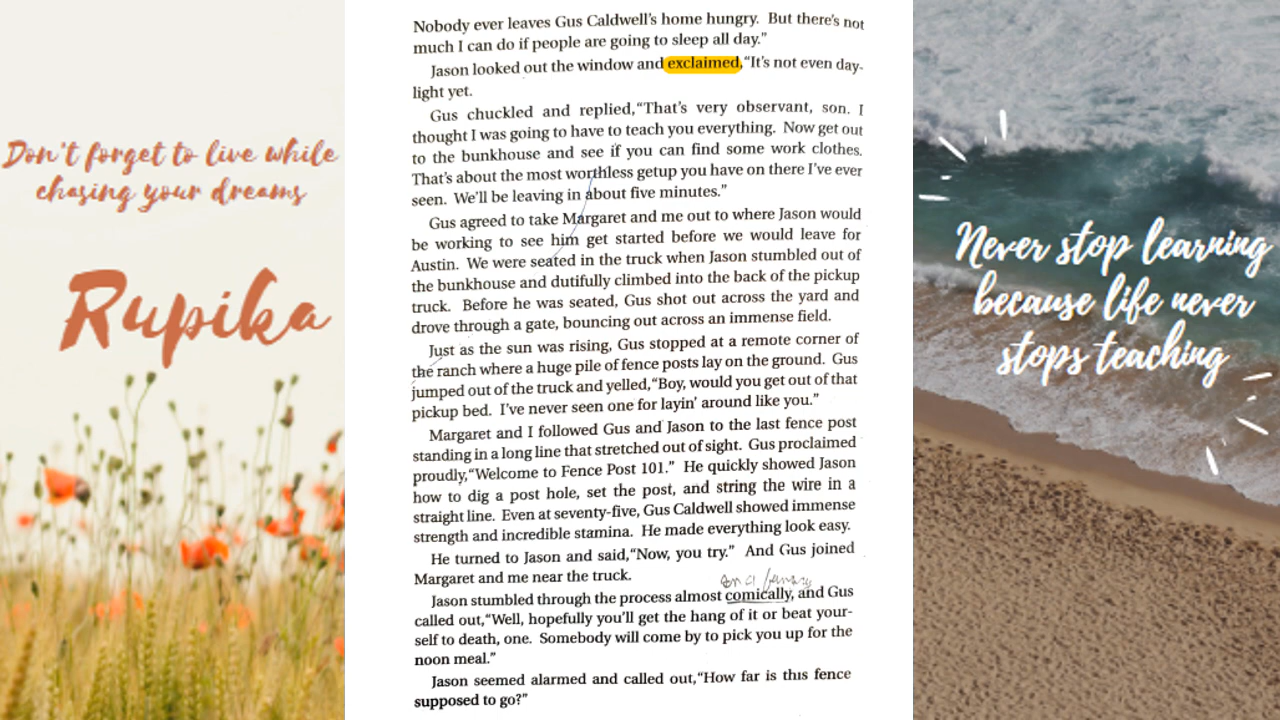 Don't forget to live while
chasing your dreams
Rupika
Nobody ever leaves Gus Caldwell's home hungry. But there's not
much I can do if people are going to sleep all day."
Jason looked out the window and exclaimed, "It's not even day-
light yet.
Gus chuckled and replied, "That's very observant, son. I
thought I was going to have to teach you everything. Now get out
to the bunkhouse and see if you can find some work clothes.
That's about the most worthless getup you have on there I've ever
seen. We'll be leaving in about five minutes."
Gus agreed to take Margaret and me out to where Jason would
be working to see him get started before we would leave for
Austin. We were seated in the truck when Jason stumbled out of
the bunkhouse and dutifully climbed into the back of the pickup
truck. Before he was seated, Gus shot out across the yard and
drove through a gate, bouncing out across an immense field.
Just as the sun was rising, Gus stopped at a remote corner of
the ranch where a huge pile of fence posts lay on the ground. Gus
jumped out of the truck and yelled, "Boy, would you get out of that
pickup bed. I've never seen one for layin' around like you."
Margaret and I followed Gus and Jason to the last fence post
standing in a long line that stretched out of sight. Gus proclaimed
proudly, "Welcome to Fence Post 101." He quickly showed Jason
how to dig a post hole, set the post, and string the wire in a
straight line. Even at seventy-five, Gus Caldwell showed immense
strength and incredible stamina. He made everything look easy.
He turned to Jason and said, "Now, you try." And Gus joined
Margaret and me near the truck.
Jason stumbled through the process almost comically, and Gus
called out, "Well, hopefully you'll get the hang of it or beat your-
self to death, one. Somebody will come by to pick you up for the
noon meal."
Jason seemed alarmed and called out, "How far is this fence
supposed to go?"
Never stop learning
because life never
stops teaching